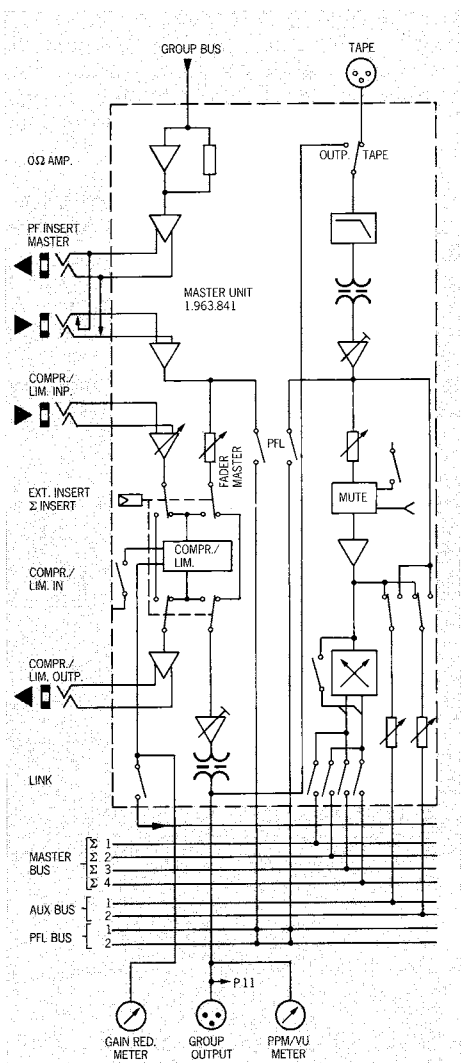 GROUP BUS
TAPE
OUTP.
TAPE
0Ω AMP.
PF INSERT
MASTER
MASTER UNIT
1.963.841
COMPR./
LIM. INP.
PFL
FADER
MASTER
MUTE
EXT. INSERT
Σ INSERT
COMPR./
LIM.
COMPR./
LIM. IN
COMPR./
LIM. OUTP.
LINK
MASTER
BUS
Σ 1
Σ 2
Σ 3
Σ 4
AUX BUS
1
2
PFL BUS
1
2
P11
GAIN RED.
METER
GROUP
OUTPUT
PPM/VU
METER